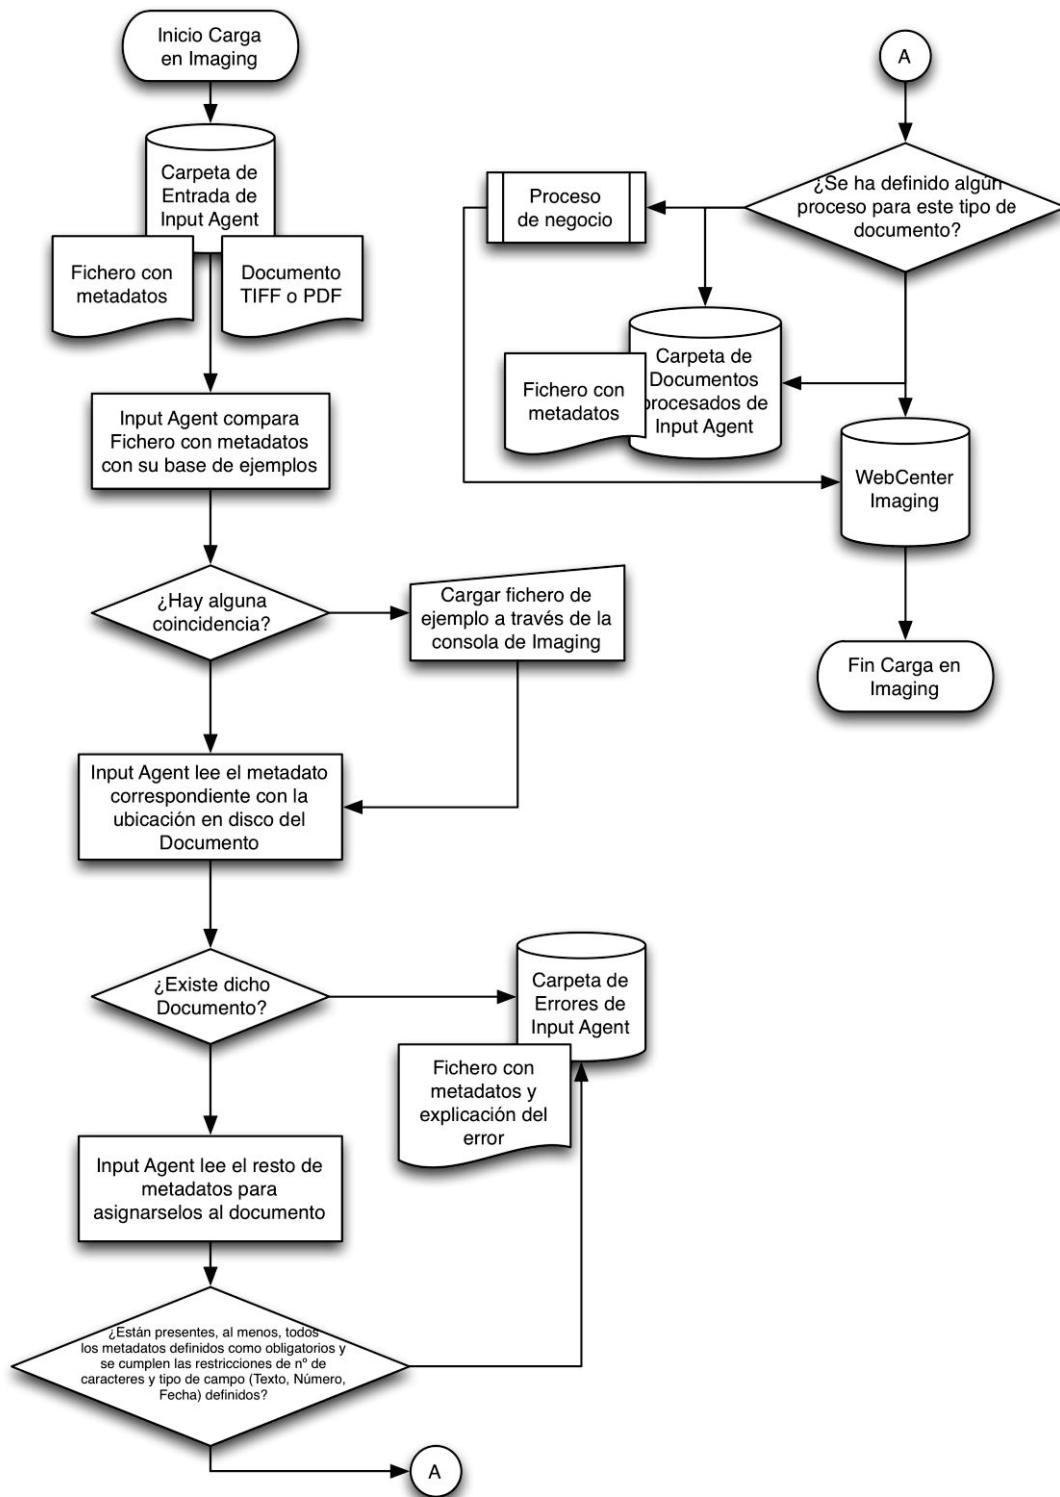 Inicio Carga
en Imaging
Carpeta de
Entrada de
Input Agent
Fichero con
metadatos
Documento
TIFF o PDF
Input Agent compara
Fichero con metadatos
con su base de ejemplos
¿Hay alguna
coincidencia?
Cargar fichero de
ejemplo a través de la
consola de Imaging
Input Agent lee el metadato
correspondiente con la
ubicación en disco del
Documento
¿Existe dicho
Documento?
Carpeta de
Errores de
Input Agent
Fichero con
metadatos y
explicación del
error
Input Agent lee el resto de
metadatos para
asignarselos al documento
¿Están presentes, al menos, todos
los metadatos definidos como obligatorios y
se cumplen las restricciones de nº de
caracteres y tipo de campo (Texto, Número,
Fecha) definidos?
A
A
¿Se ha definido algún
proceso para este tipo de
documento?
Proceso
de negocio
Carpeta de
Documentos
procesados de
Input Agent
Fichero con
metadatos
WebCenter
Imaging
Fin Carga en
Imaging